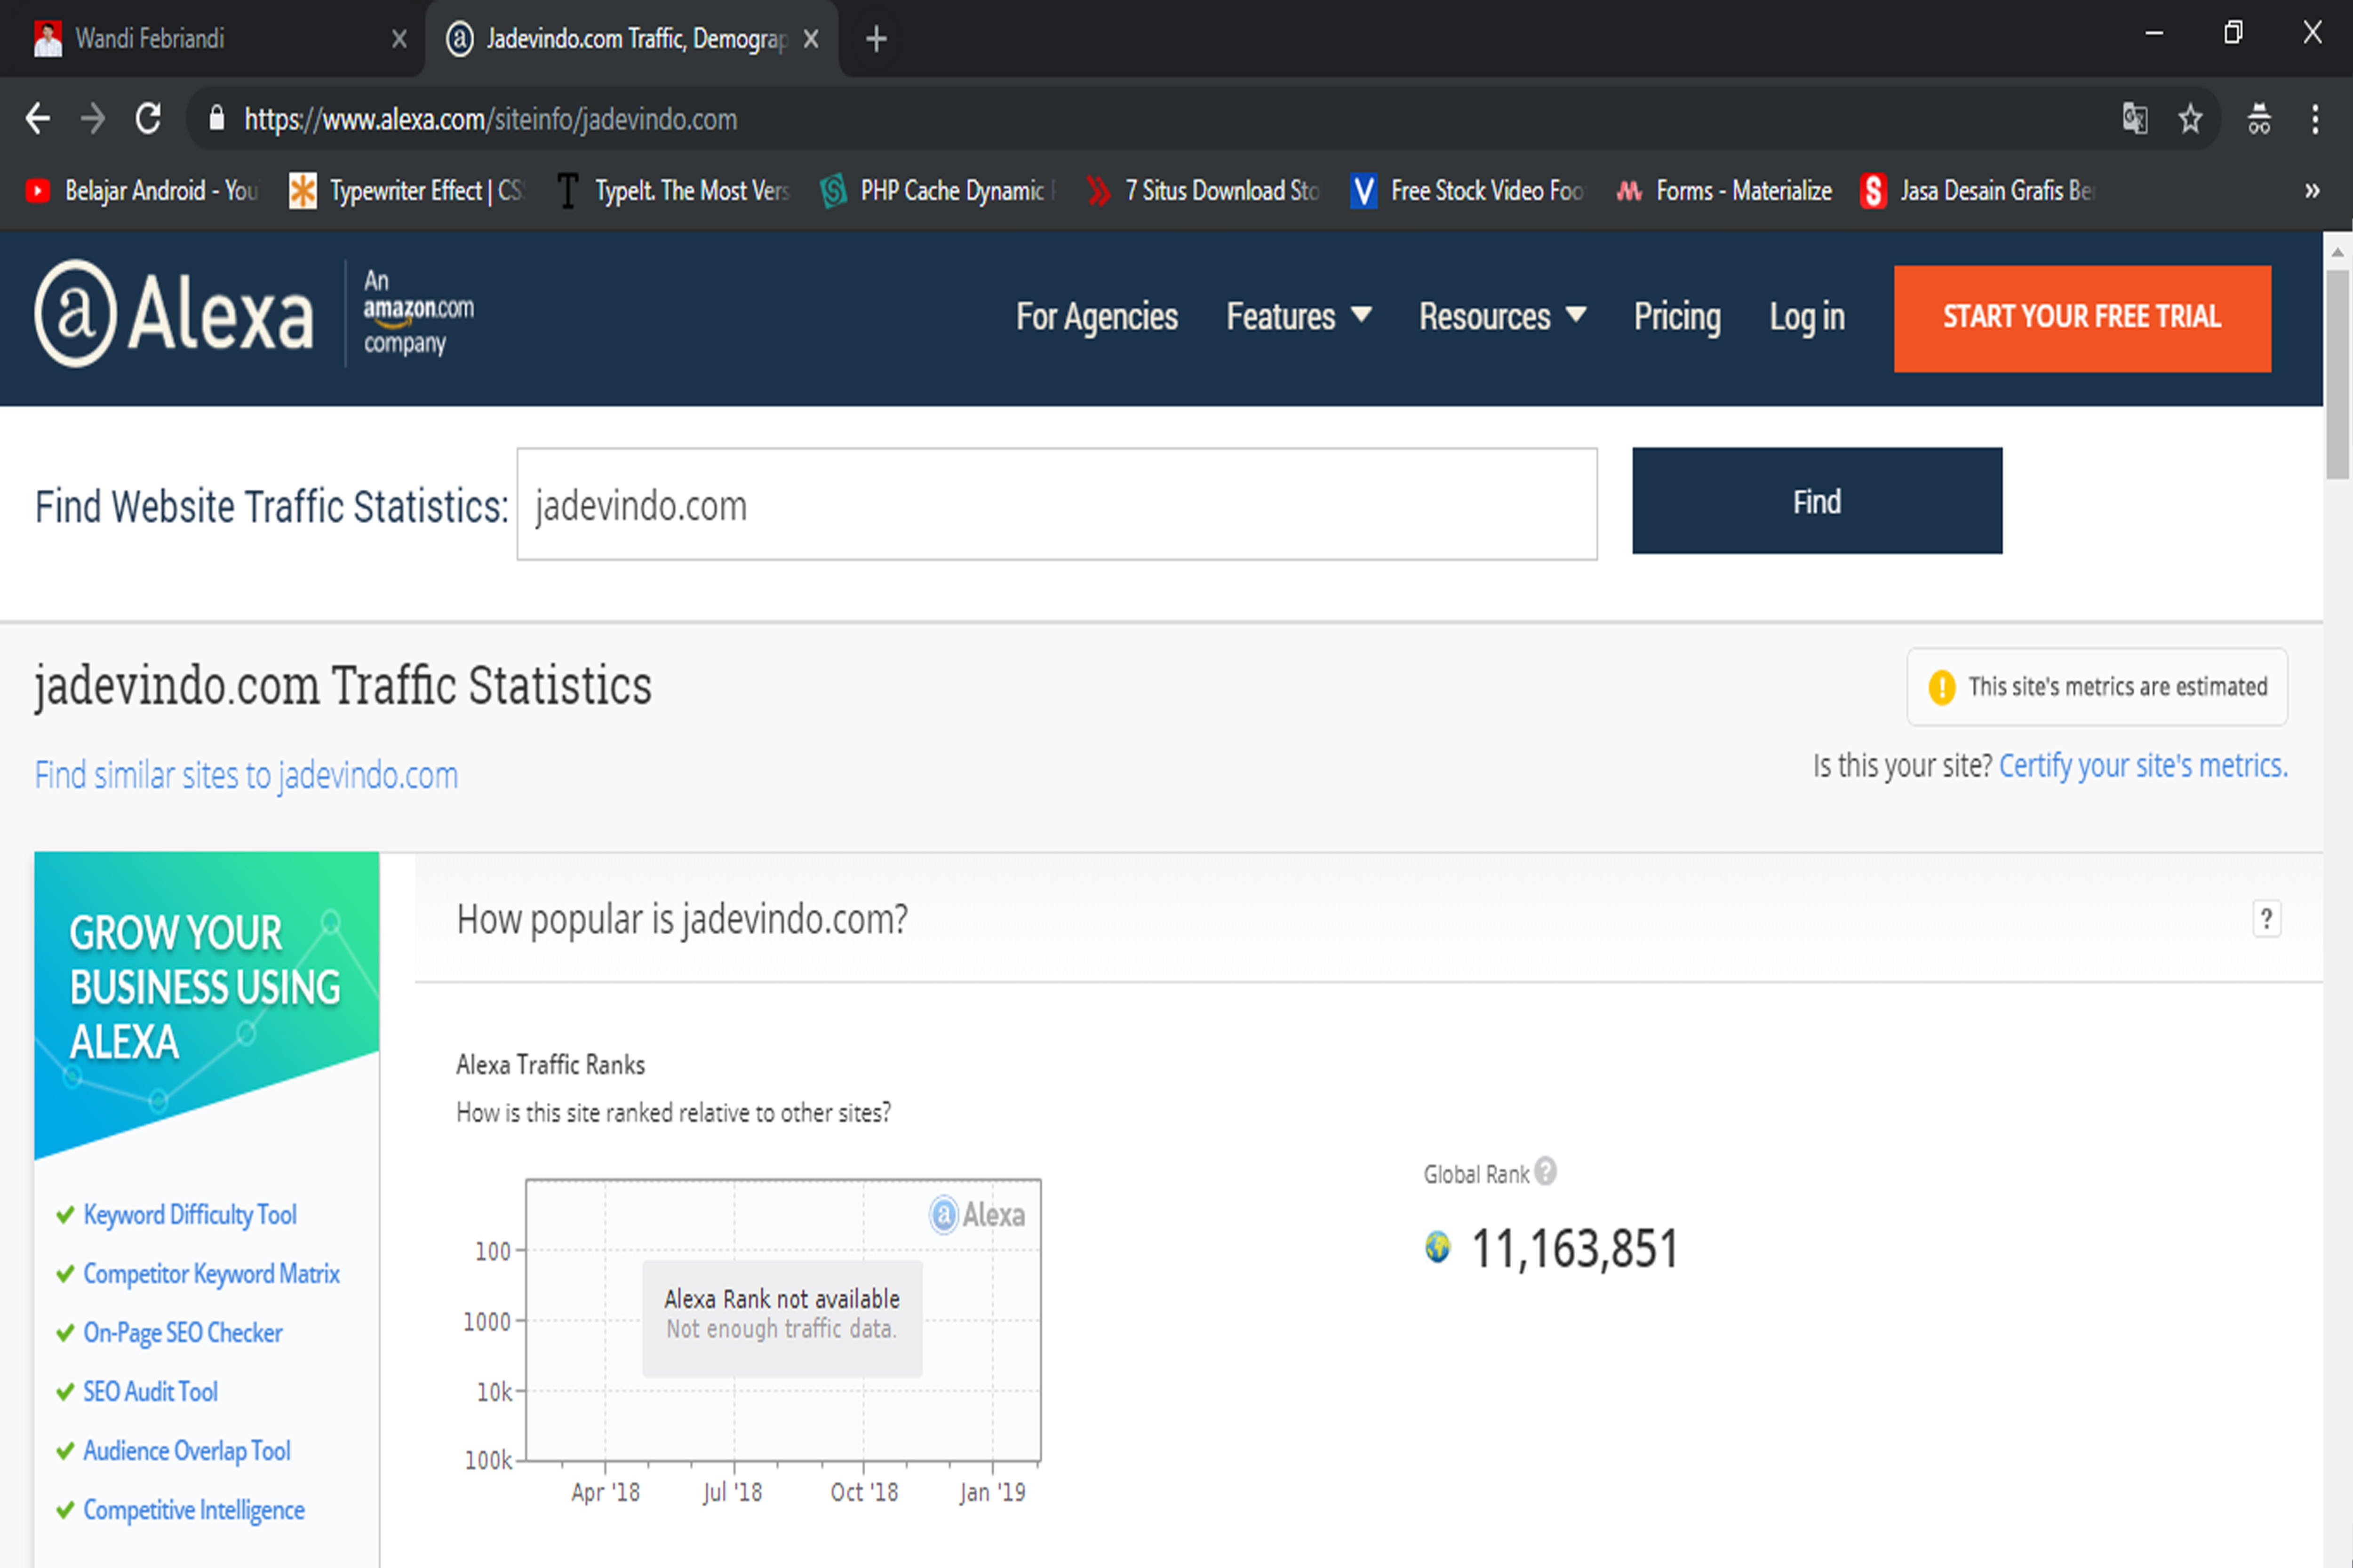 Wandi Febriandi
Jadevindo.com Traffic, Demograp
https://www.alexa.com/siteinfo/jadevindo.com
Belajar Android - You
Typewriter Effect | CS
TypeIt. The Most Vers
PHP Cache Dynamic
7 Situs Download Sto
Free Stock Video Foo
Forms - Materialize
Jasa Desain Grafis Ber
»
Alexa
An
amazon.com
company
For Agencies
Features
Resources
Pricing
Log in
START YOUR FREE TRIAL
Find Website Traffic Statistics:
jadevindo.com
Find
jadevindo.com Traffic Statistics
This site's metrics are estimated
Find similar sites to jadevindo.com
Is this your site? Certify your site's metrics.
GROW YOUR
BUSINESS USING
ALEXA
Keyword Difficulty Tool
Competitor Keyword Matrix
On-Page SEO Checker
SEO Audit Tool
Audience Overlap Tool
Competitive Intelligence
How popular is jadevindo.com?
?
Alexa Traffic Ranks
How is this site ranked relative to other sites?
Alexa
100
1000
10k
100k
Alexa Rank not available
Not enough traffic data.
Apr '18
Jul '18
Oct '18
Jan '19
Global Rank ?
11,163,851